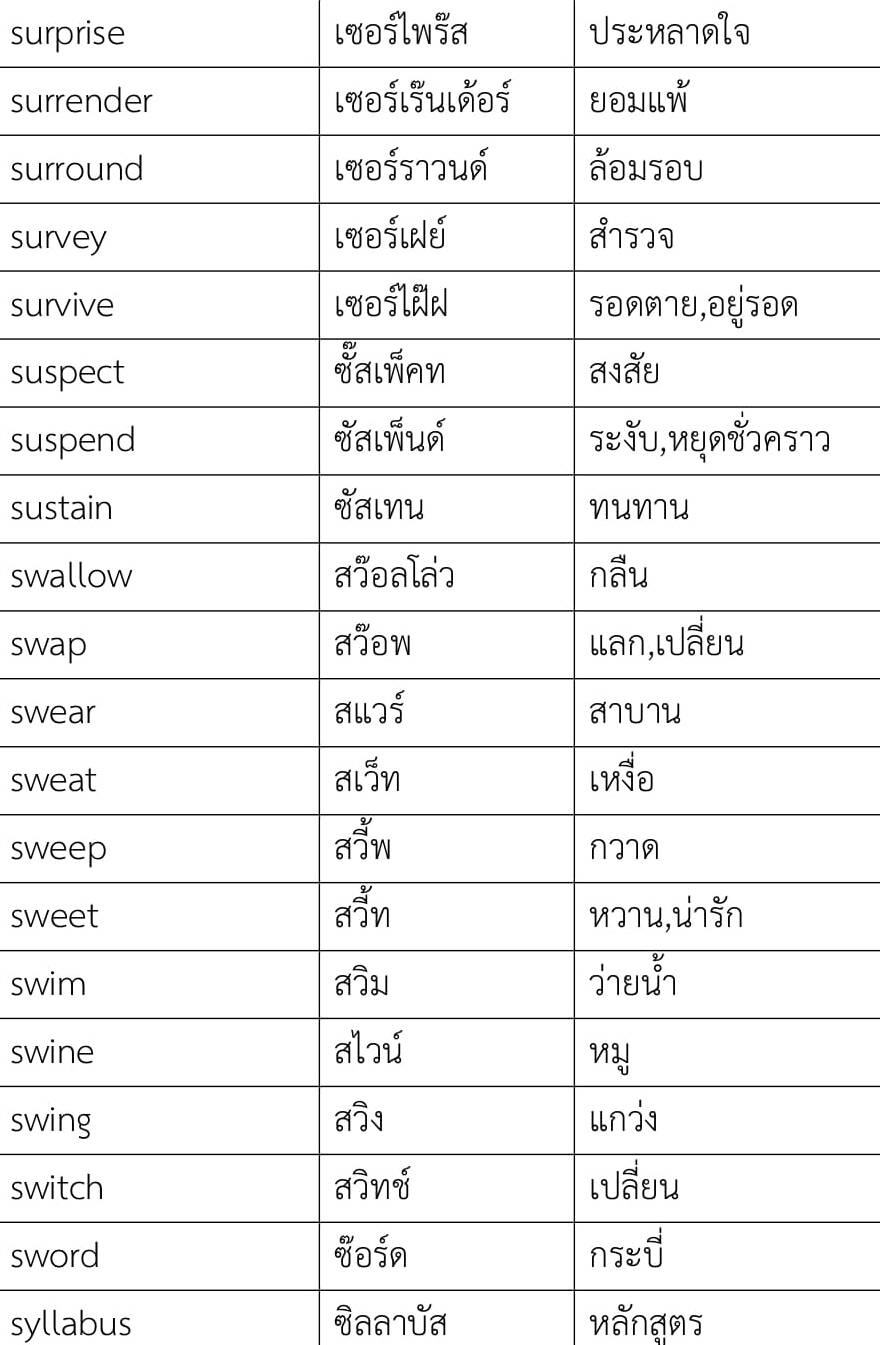 surprise เซอร์ไพร๊ส ประหลาดใจ
surrender เซอร์เร๊นเด้อร์ ยอมแพ้
surround เซอร์ราวนด์ ล้อมรอบ
survey เซอร์เฝย์ สำรวจ
survive เซอร์ไฝ๊ฝ รอดตาย,อยู่รอด
suspect ซั๊สเพ็คท สงสัย
suspend ซัสเพ็นด์ ระงับ,หยุดชั่วคราว
sustain ซัสเทน ทนทาน
swallow สว๊อลโล่ว กลืน
swap สว๊อพ แลก,เปลี่ยน
swear สแวร์ สาบาน
sweat สเว็ท เหงื่อ
sweep สวี้พ กวาด
sweet สวี้ท หวาน,น่ารัก
swim สวิม ว่ายน้ำ
swine สไวน์ หมู
swing สวิง แกว่ง
switch สวิทช์ เปลี่ยน
sword ซ๊อร์ด กระบี่
syllabus ซิลลาบัส หลักสูตร